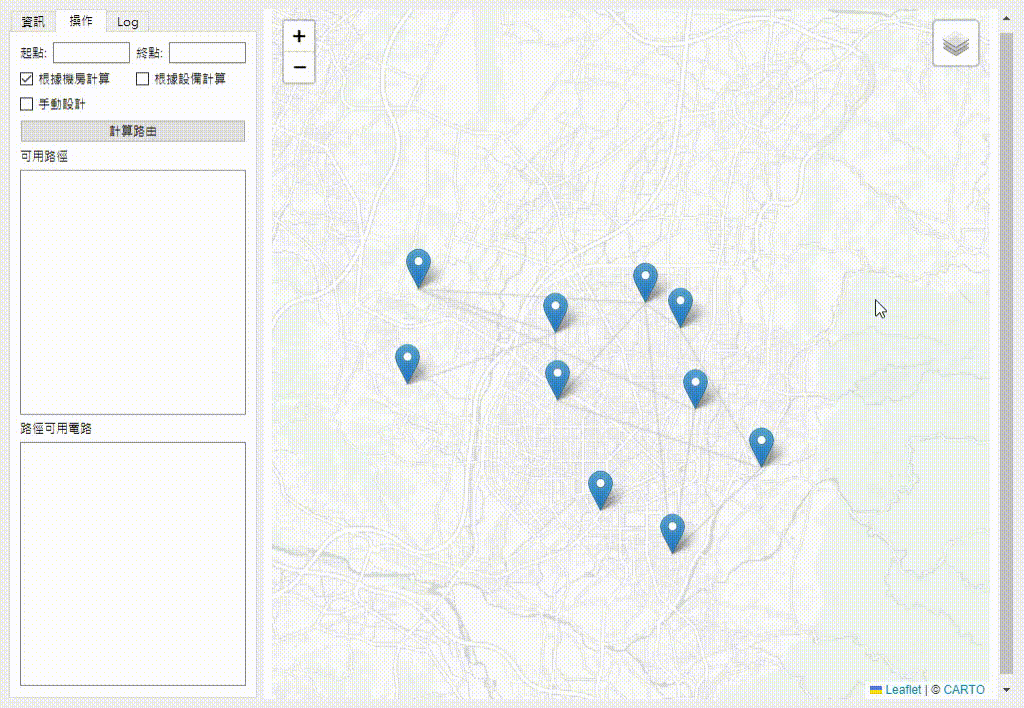 資訊 操作 Log
起點: 終點:
根據機房計算 根據設備計算
手動設計
計算路由
可用路徑
路徑可用電路
+
−
Leaflet | © CARTO